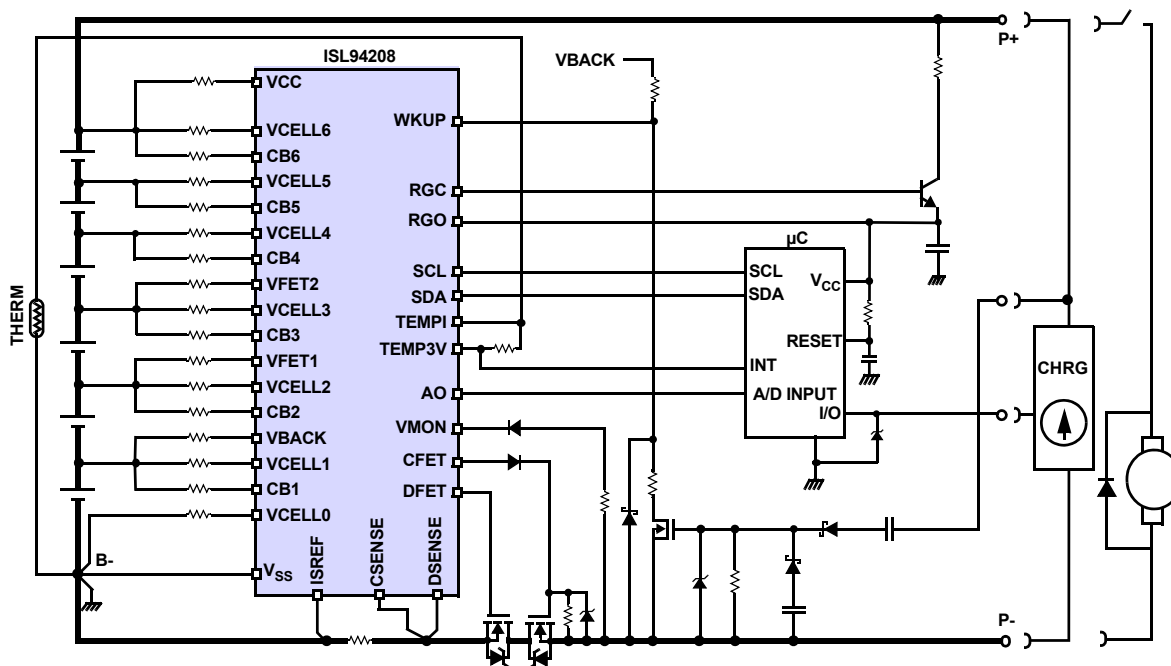 P+
ISL94208
VBACK
VCC
WKUP
VCELL6
CB6
VCELL5
RGC
CB5
RGO
VCELL4
µC
CB4
SCL
SCL
VCC
VFET2
SDA
SDA
THERM
VCELL3
TEMPI
CB3
RESET
TEMP3V
VFET1
INT
CHRG
VCELL2
AO
A/D INPUT
CB2
I/O
VMON
VBACK
CFET
VCELL1
CB1
DFET
VCELL0
B-
VSS
ISREF
CSENSE
DSENSE
P-